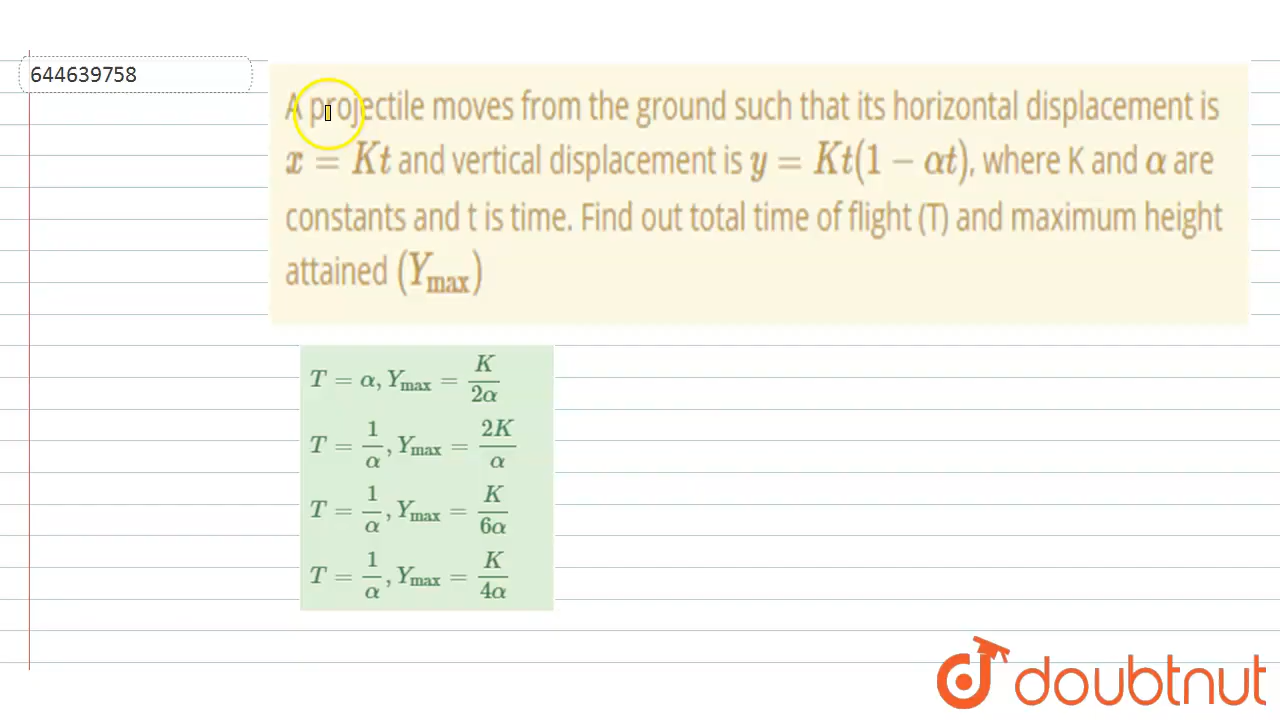 644639758
A projectile moves from the ground such that its horizontal displacement is
x = Kt and vertical displacement is y = Kt(1 − αt), where K and α are
constants and t is time. Find out total time of flight (T) and maximum height
attained (Y_max)
T = α, Y_max = K/2α
T = 1/α, Y_max = 2K/α
T = 1/α, Y_max = K/6α
T = 1/α, Y_max = K/4α
doubtnut